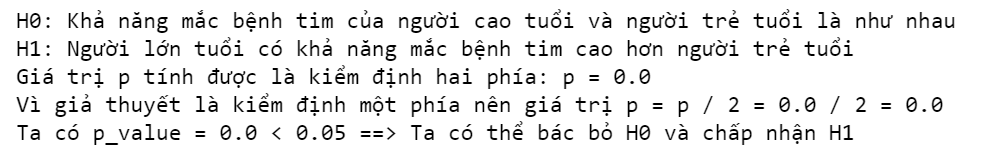 H0: Khả năng mắc bệnh tim của người cao tuổi và người trẻ tuổi là như nhau
H1: Người lớn tuổi có khả năng mắc bệnh tim cao hơn người trẻ tuổi
Giá trị p tính được là kiểm định hai phía: p = 0.0
Vì giả thuyết là kiểm định một phía nên giá trị p = p / 2 = 0.0 / 2 = 0.0
Ta có p_value = 0.0 < 0.05 ==> Ta có thể bác bỏ H0 và chấp nhận H1